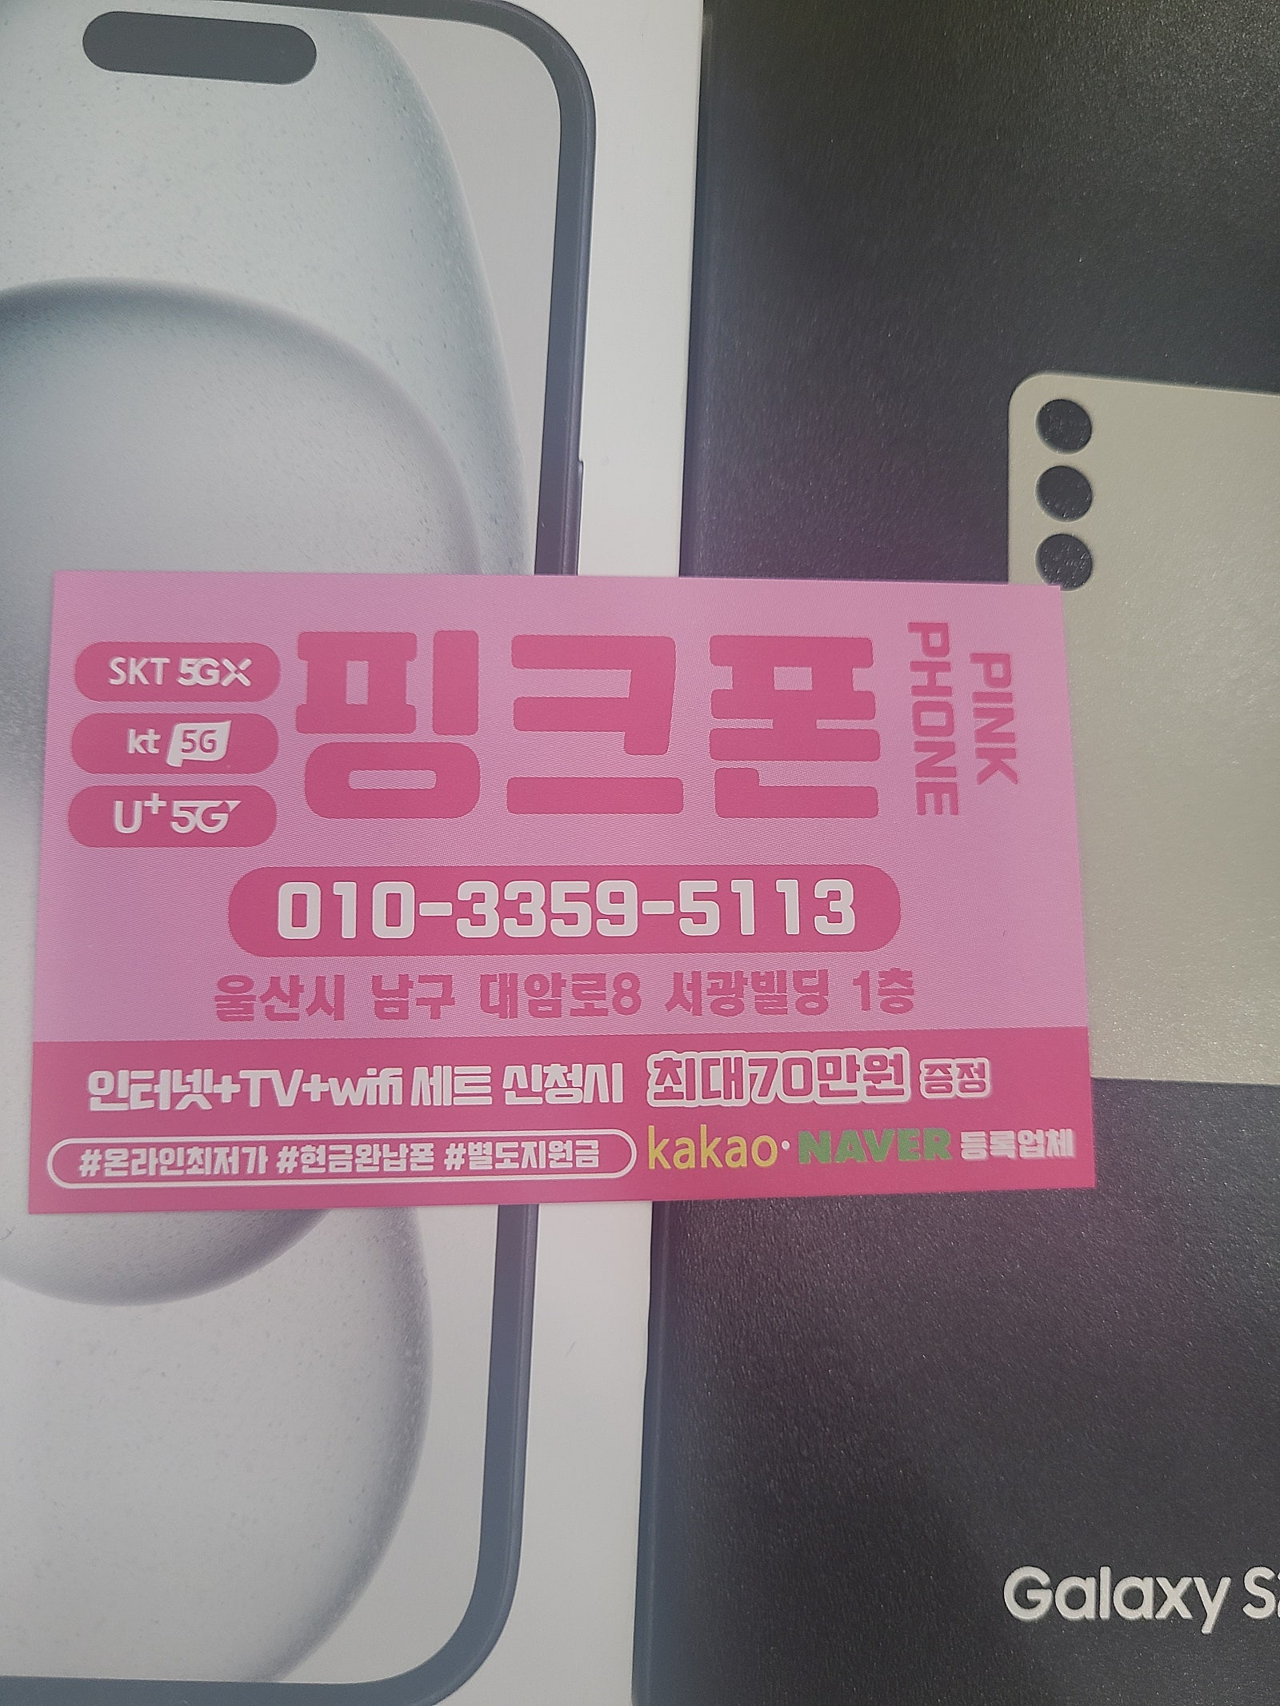 SKT 5GX
kt 5G
U+5G
핑크폰
PINK
PHONE
010-3359-5113
울산시 남구 대암로8 서광빌딩 1층
인터넷+TV+wifi 세트 신청시 최대70만원 증정
#온라인최저가 #현금완납폰 #별도지원금
kakao·NAVER 등록업체
Galaxy